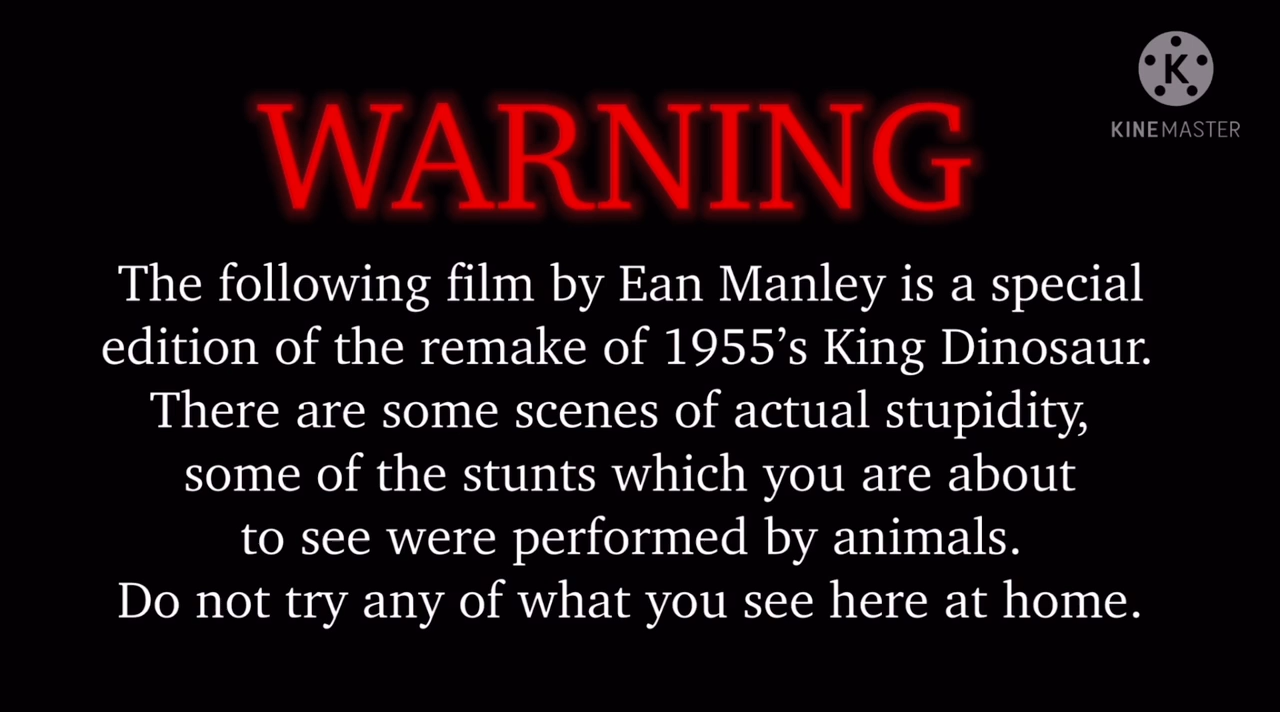 K
KINEMASTER
WARNING
The following film by Ean Manley is a special
edition of the remake of 1955’s King Dinosaur.
There are some scenes of actual stupidity,
some of the stunts which you are about
to see were performed by animals.
Do not try any of what you see here at home.